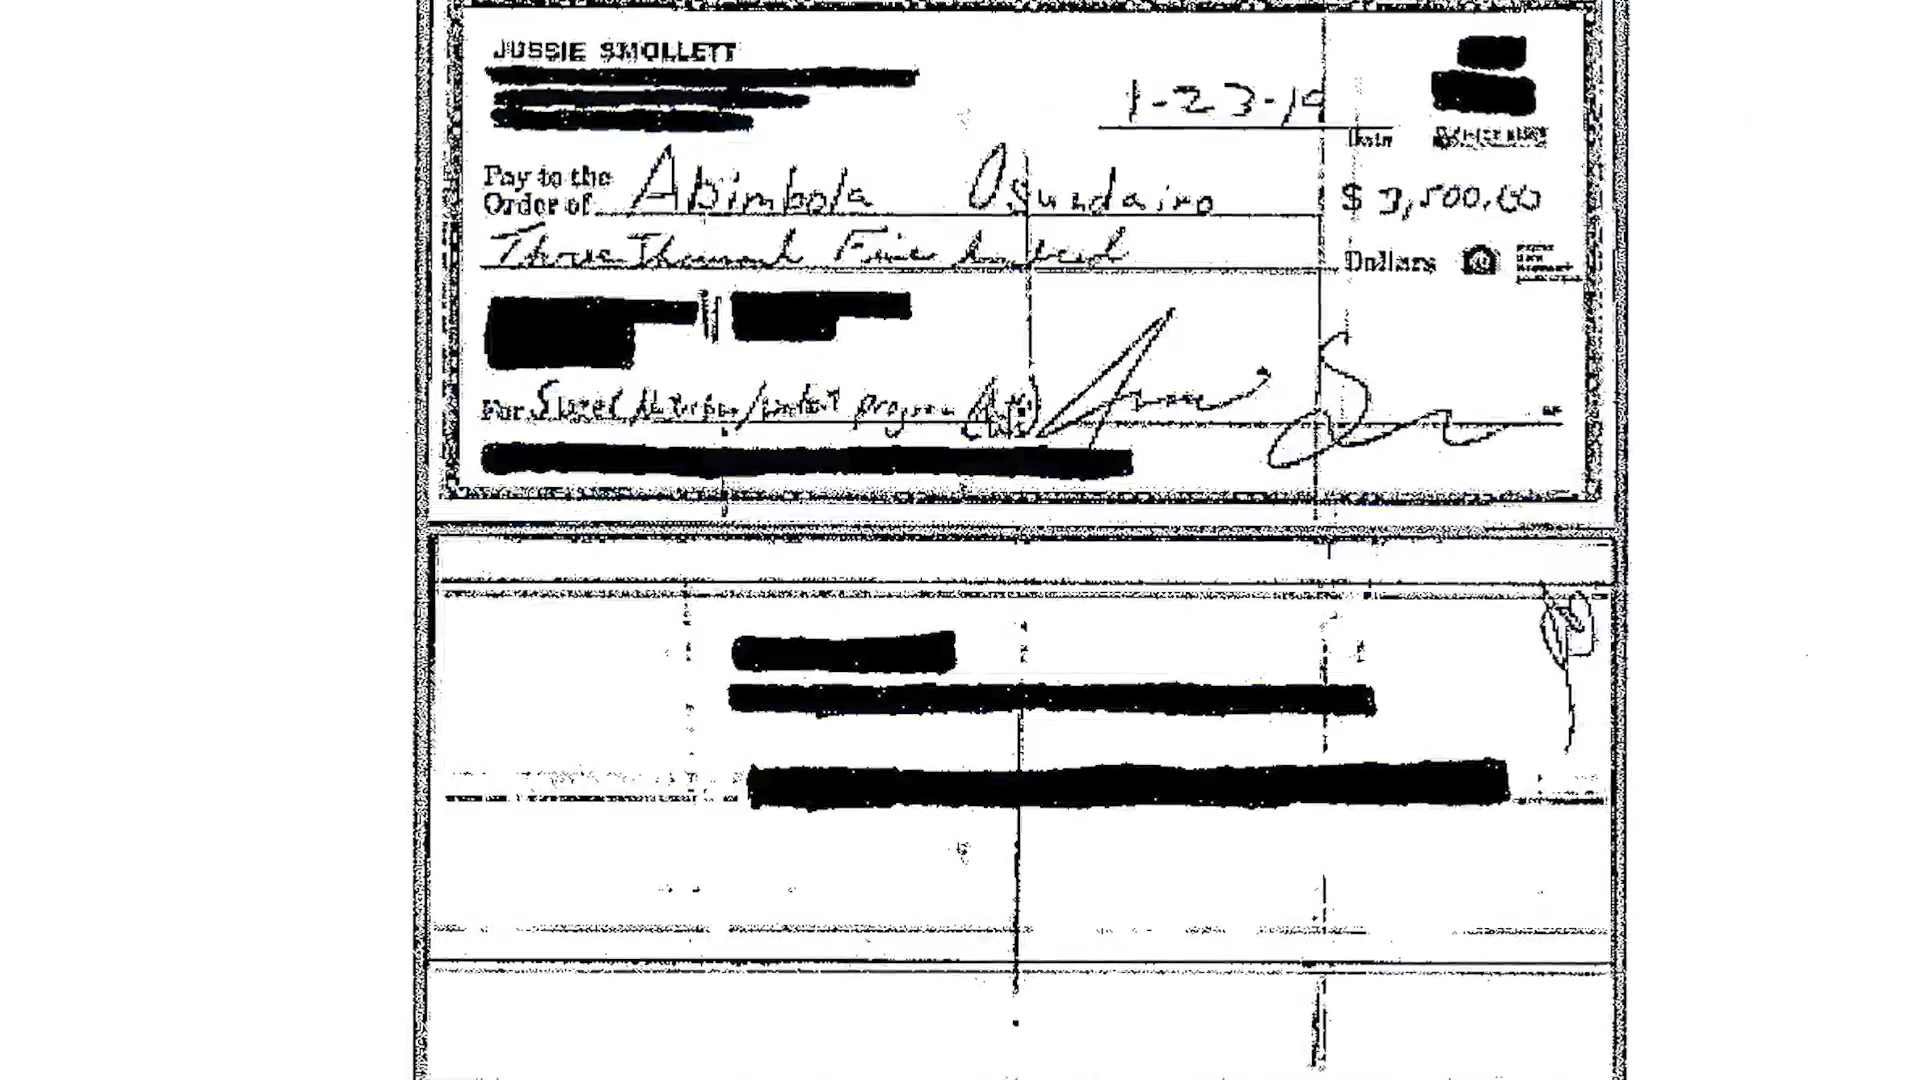 JUSSIE SMOLLETT
1-23-19
Date
Pay to the
Order of Abimbola Osundairo $ 3,500.00
Three Thousand Five hundred Dollars
For